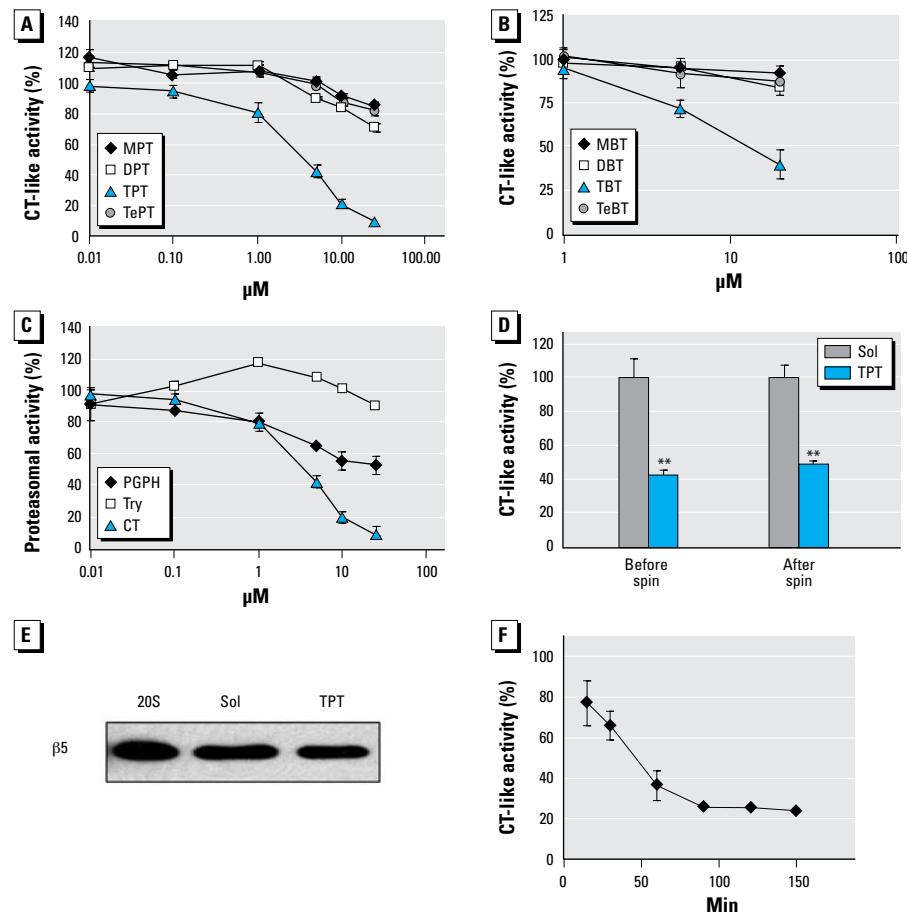 A
CT-like activity (%)
140
120
100
80
60
40
20
0
MPT
DPT
TPT
TePT
0.01
0.10
1.00
10.00
100.00
µM
B
CT-like activity (%)
125
100
75
50
25
0
MBT
DBT
TBT
TeBT
1
10
100
µM
C
Proteasomal activity (%)
140
120
100
80
60
40
20
0
PGPH
Try
CT
0.01
0.1
1
10
100
µM
D
CT-like activity (%)
120
100
80
60
40
20
0
Sol
TPT
**
**
Before
spin
After
spin
E
20S
Sol
TPT
β5
F
CT-like activity (%)
100
80
60
40
20
0
0
50
100
150
Min